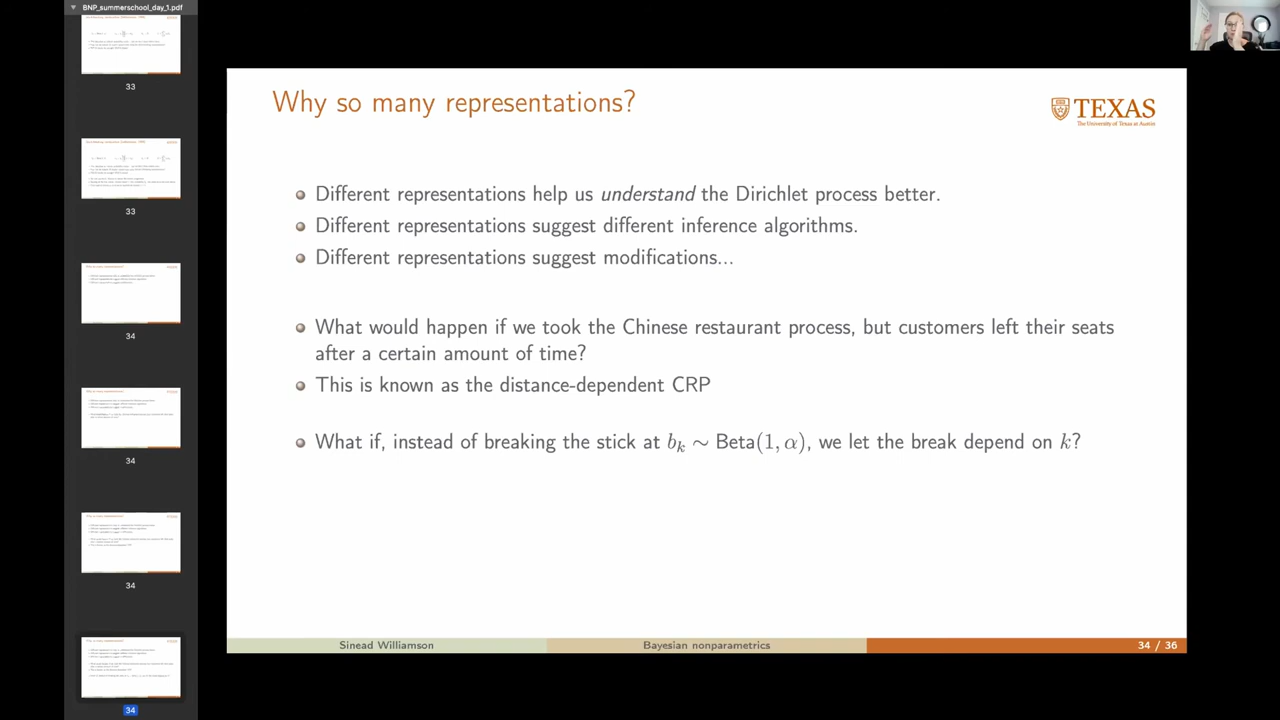 BNP_summerschool_day_1.pdf
33
33
34
34
34
34
Why so many representations?
TEXAS
The University of Texas at Austin
Different representations help us understand the Dirichlet process better.
Different representations suggest different inference algorithms.
Different representations suggest modifications...
What would happen if we took the Chinese restaurant process, but customers left their seats
after a certain amount of time?
This is known as the distance-dependent CRP
What if, instead of breaking the stick at bₖ ∼ Beta(1, α), we let the break depend on k?
Sinead Williamson
Bayesian nonparametrics
34 / 36